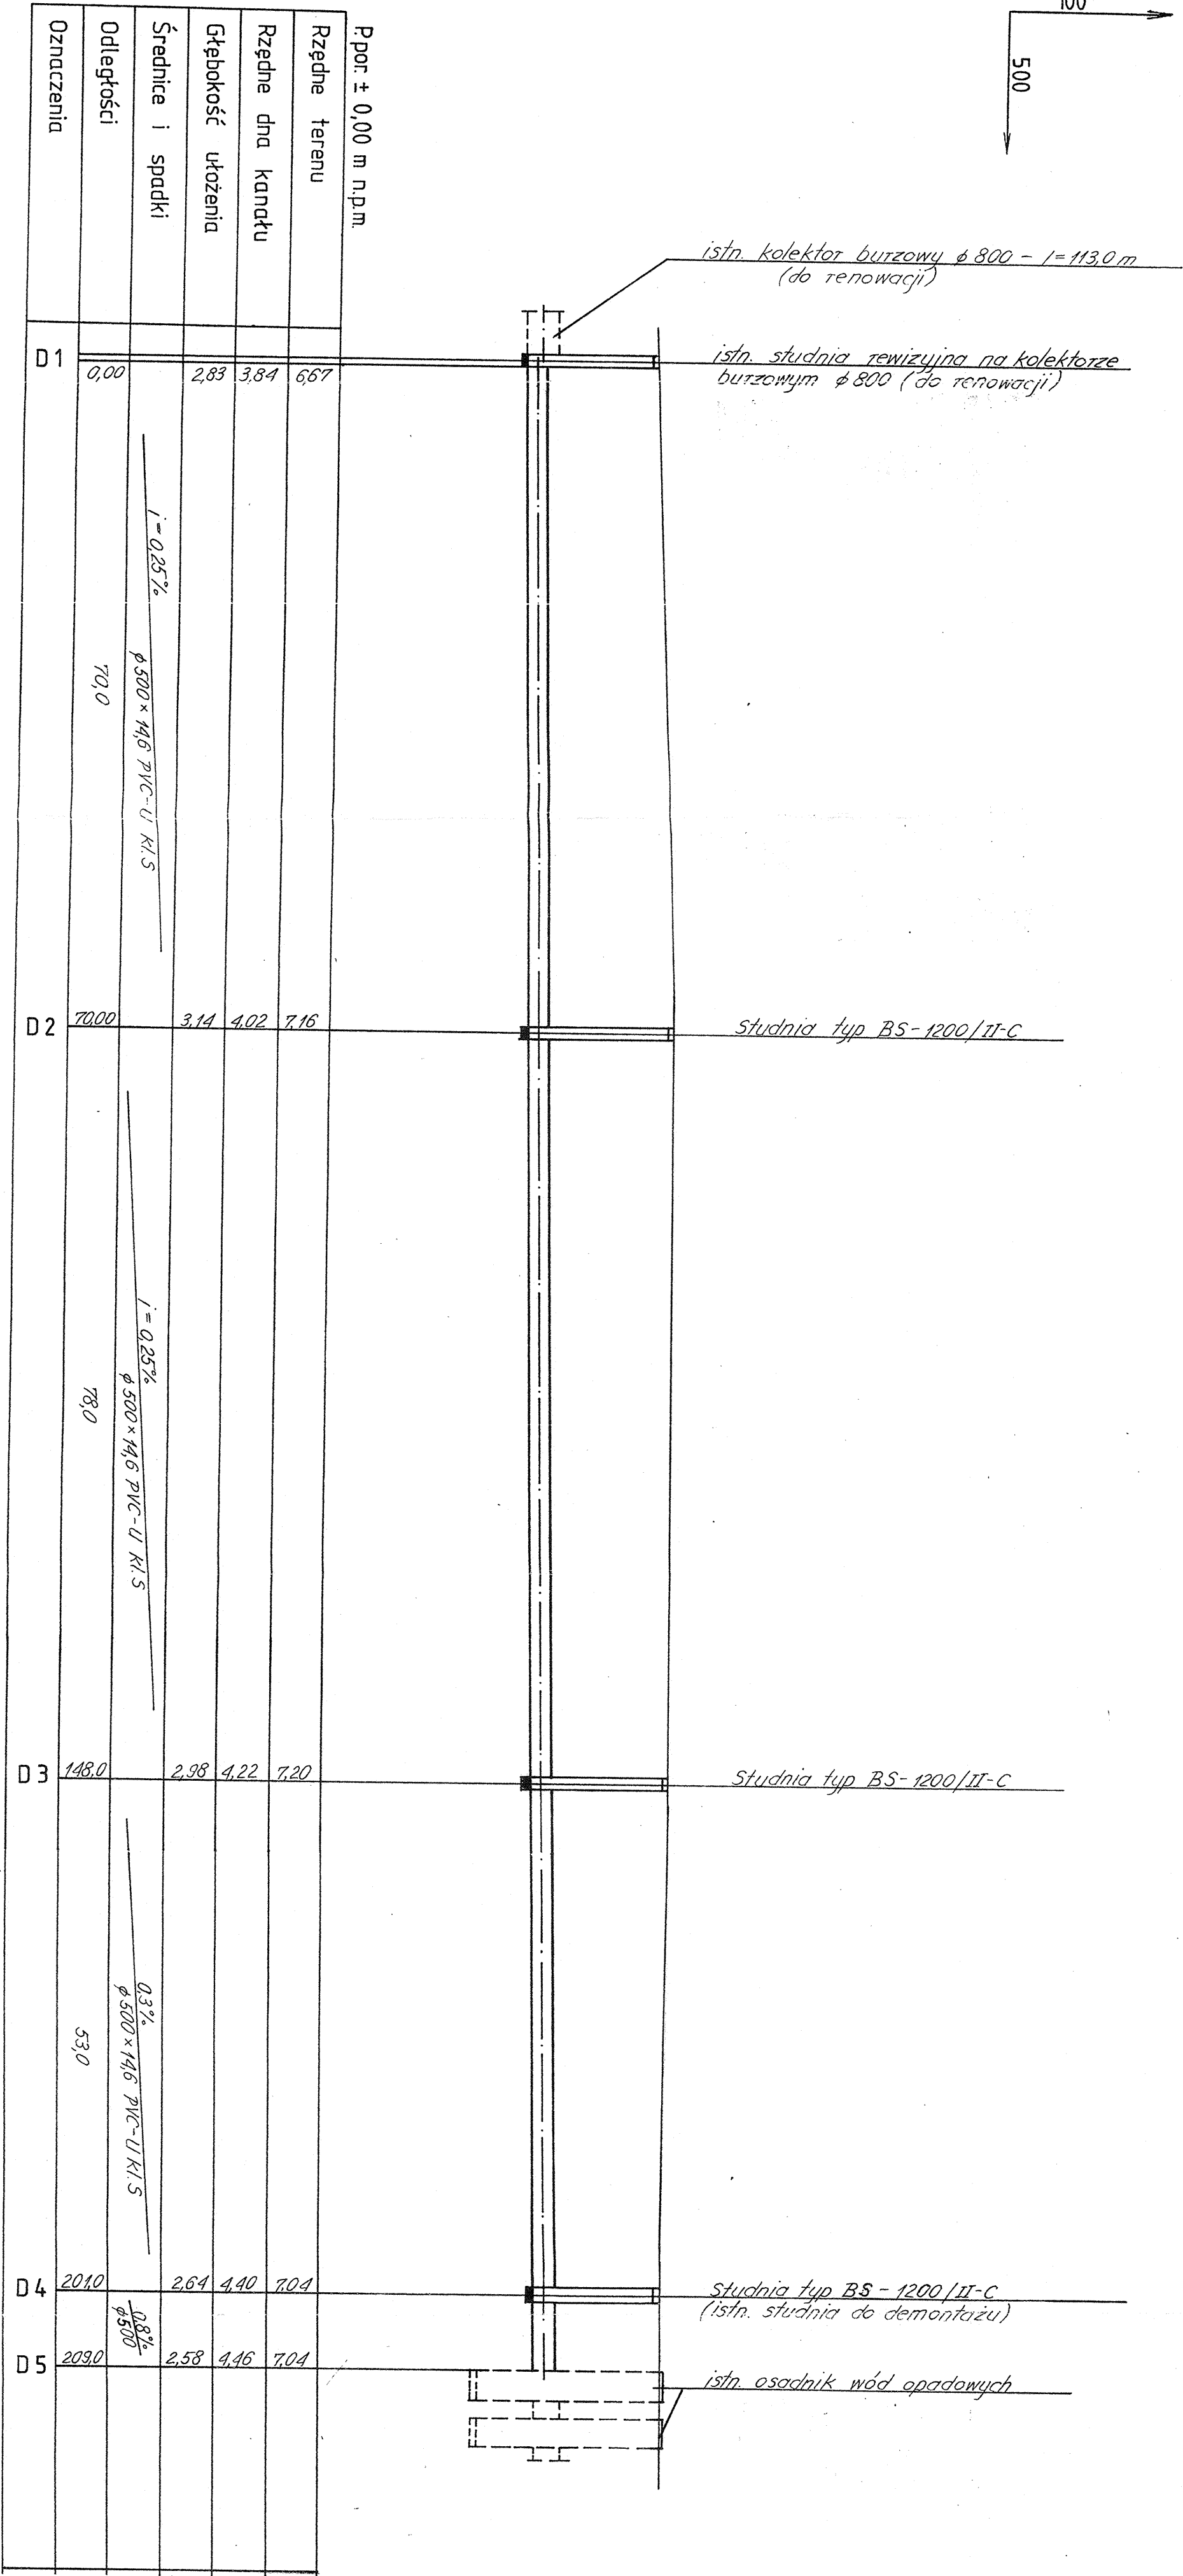 100
500
P.por. ± 0,00 m n.p.m.
Rzędne terenu
Rzędne dna kanału
Głębokość ułożenia
Średnice i spadki
Odległości
Oznaczenia
istn. kolektor burzowy ϕ 800 - l=113,0 m
(do renowacji)
D1
0,00 2,83 3,84 6,67
istn. studnia rewizyjna na kolektorze
burzowym ϕ 800 (do renowacji)
i = 0,25%
ϕ 500 × 14,6 PVC-U kl.S
70,0
D2
70,00 3,14 4,02 7,16
Studnia typ BS-1200/II-C
i = 0,25%
ϕ 500 × 14,6 PVC-U kl.S
78,0
D3
148,0 2,98 4,22 7,20
Studnia typ BS-1200/II-C
0,3%
ϕ 500 × 14,6 PVC-U kl.S
53,0
D4
201,0 2,64 4,40 7,04
Studnia typ BS-1200/II-C
(istn. studnia do demontażu)
0,8%
ϕ500
D5
209,0 2,58 4,46 7,04
istn. osadnik wód opadowych